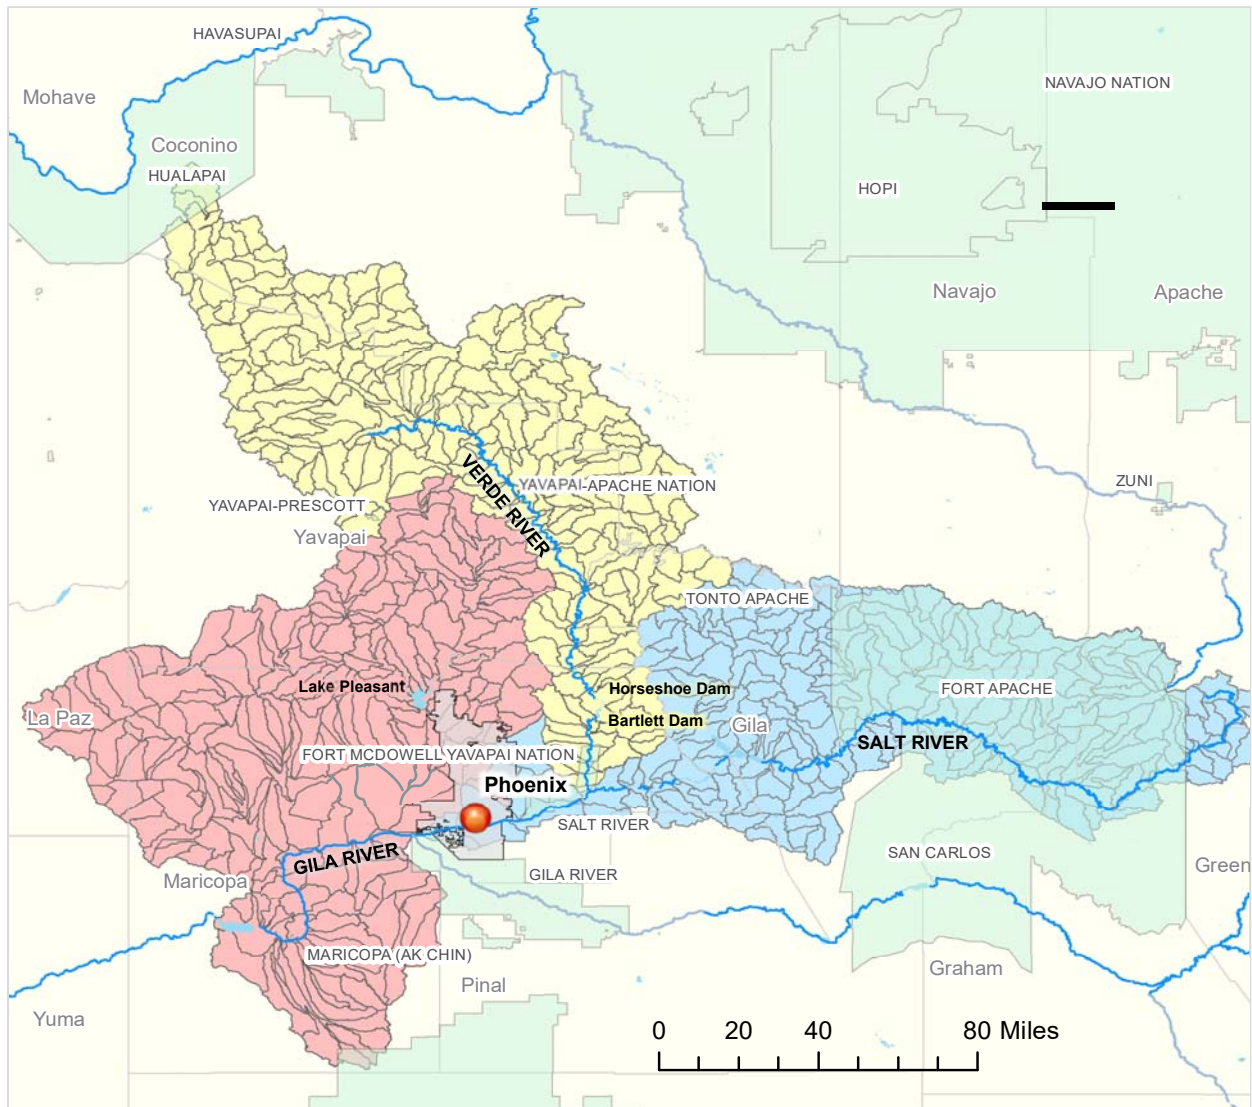 HAVASUPAI
NAVAJO NATION
Mohave
Coconino
HUALAPAI
HOPI
Navajo
Apache
VERDE RIVER
YAVAPAI-APACHE NATION
ZUNI
YAVAPAI-PRESCOTT
Yavapai
TONTO APACHE
Lake Pleasant
Horseshoe Dam
FORT APACHE
La Paz
Bartlett Dam
Gila
SALT RIVER
FORT MCDOWELL YAVAPAI NATION
Phoenix
SALT RIVER
GILA RIVER
SAN CARLOS
Green
Maricopa
GILA RIVER
MARICOPA (AK CHIN)
Graham
Pinal
Yuma
0 20 40 80 Miles